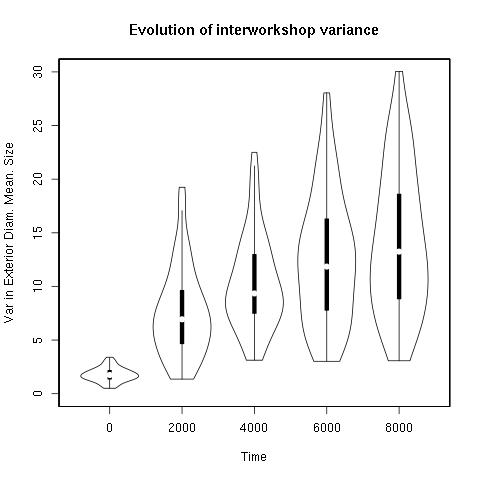 Evolution of interworkshop variance
Var in Exterior Diam. Mean. Size
30
25
20
15
10
5
0
0 2000 4000 6000 8000
Time